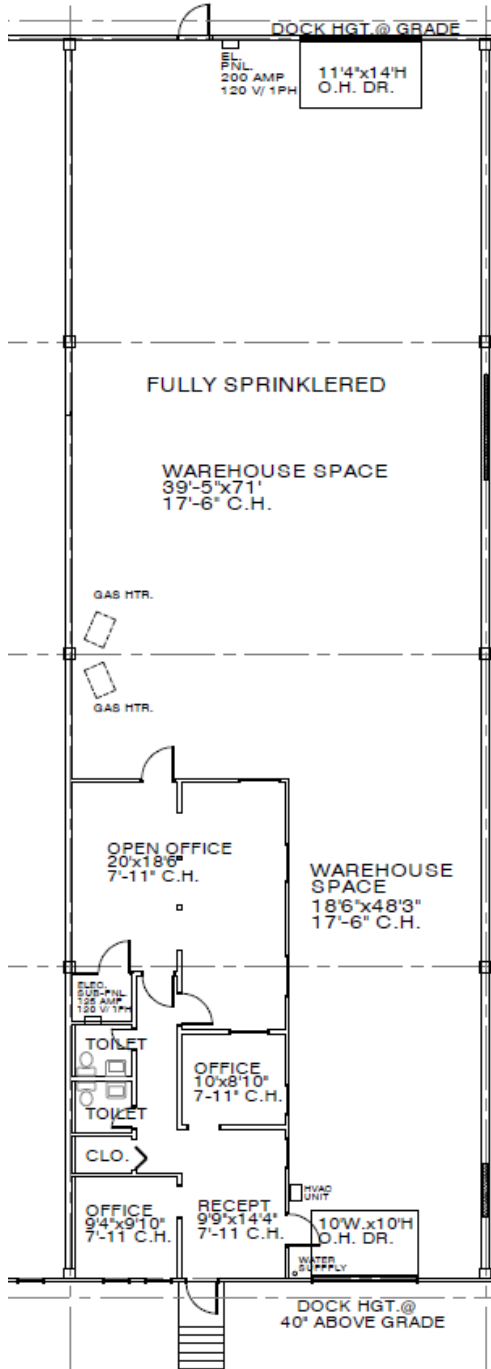 DOCK HGT.@ GRADE
EL.
PNL.
200 AMP
120 V/ 1PH
11'4"x14'H
O.H. DR.
FULLY SPRINKLERED
WAREHOUSE SPACE
39'-5"x71'
17'-6" C.H.
GAS HTR.
GAS HTR.
OPEN OFFICE
20'x18'6"
7'-11" C.H.
WAREHOUSE
SPACE
18'6"x48'3"
17'-6" C.H.
ELEC.
SUB-PNL.
125 AMP
120 V/ 1PH
TOILET
OFFICE
10'x8'10"
7-11" C.H.
TOILET
CLO.
OFFICE
9'4"x9'10"
7'-11 C.H.
RECEPT
9'9"x14'4"
7'-11 C.H.
HVAC
UNIT
10'W.x10'H
O.H. DR.
WATER
SUPPPLY
DOCK HGT.@
40" ABOVE GRADE